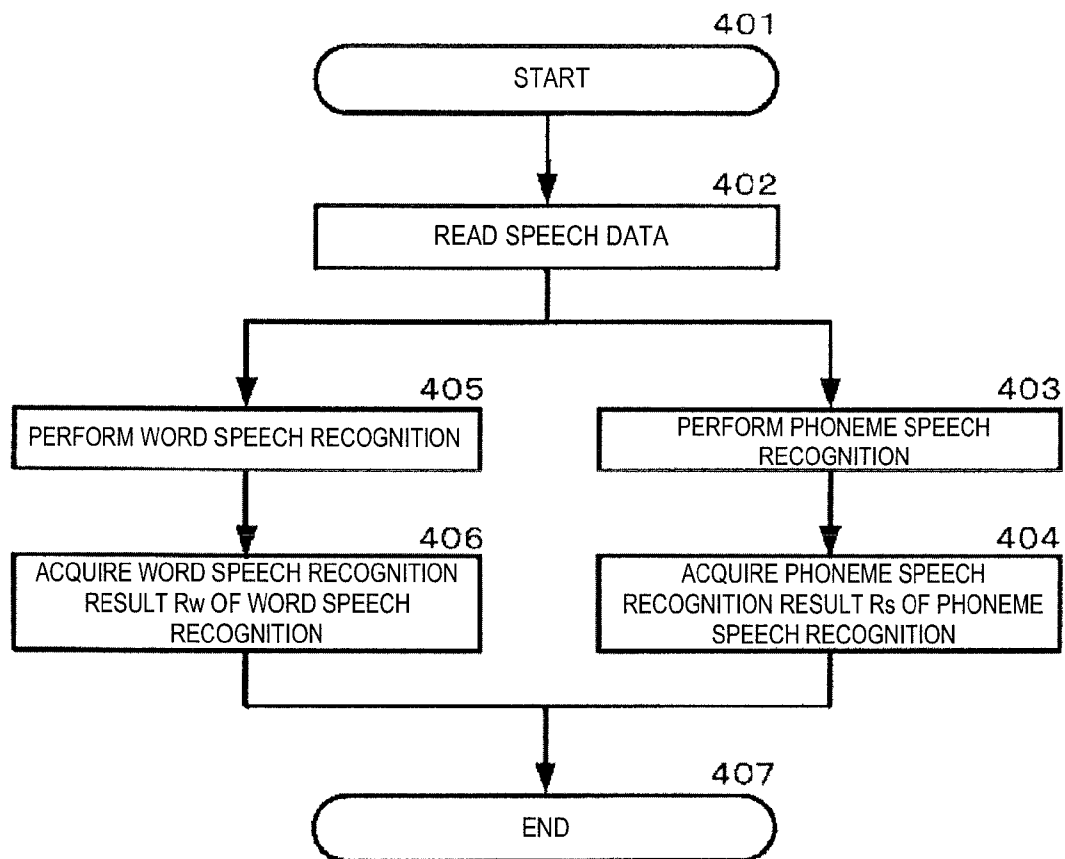 401
START
402
READ SPEECH DATA
405
PERFORM WORD SPEECH RECOGNITION
403
PERFORM PHONEME SPEECH
RECOGNITION
406
ACQUIRE WORD SPEECH RECOGNITION
RESULT Rw OF WORD SPEECH
RECOGNITION
404
ACQUIRE PHONEME SPEECH
RECOGNITION RESULT Rs OF PHONEME
SPEECH RECOGNITION
407
END